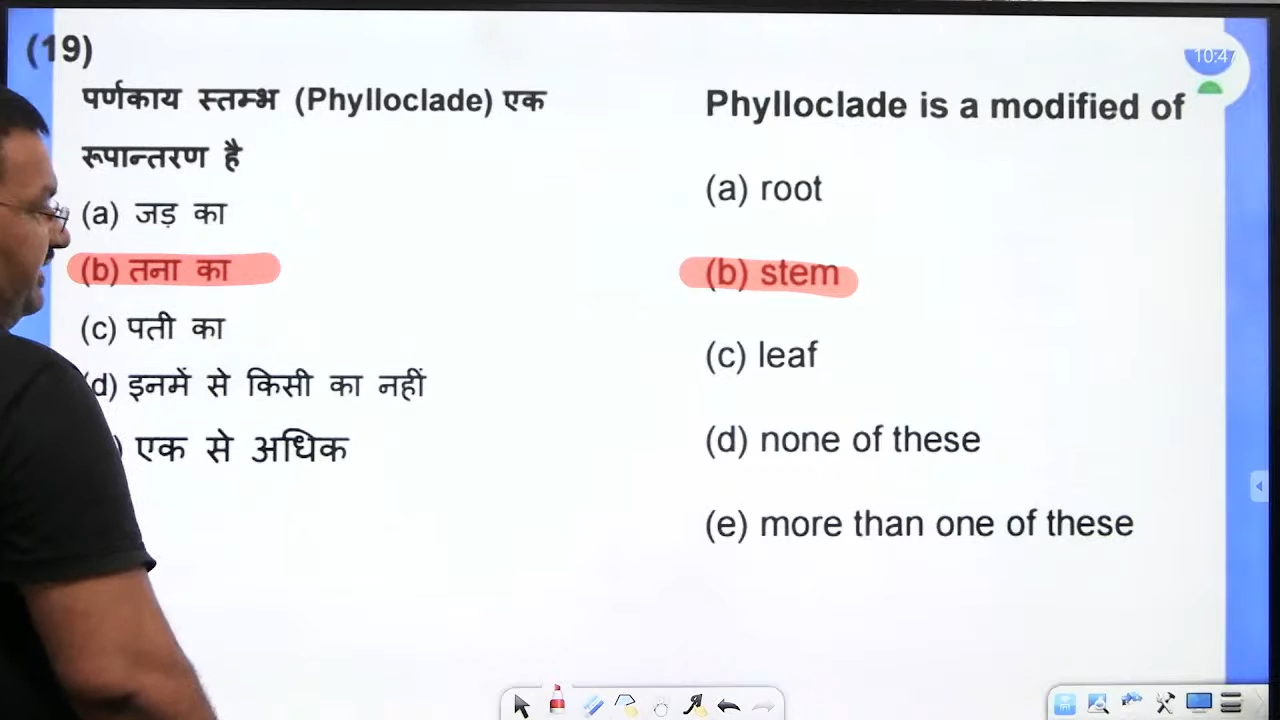 (19)
पर्णकाय स्तम्भ (Phylloclade) एक
रूपान्तरण है
(a) जड़ का
(b) तना का
(c) पती का
(d) इनमें से किसी का नहीं
) एक से अधिक
Phylloclade is a modified of
(a) root
(b) stem
(c) leaf
(d) none of these
(e) more than one of these
10:47